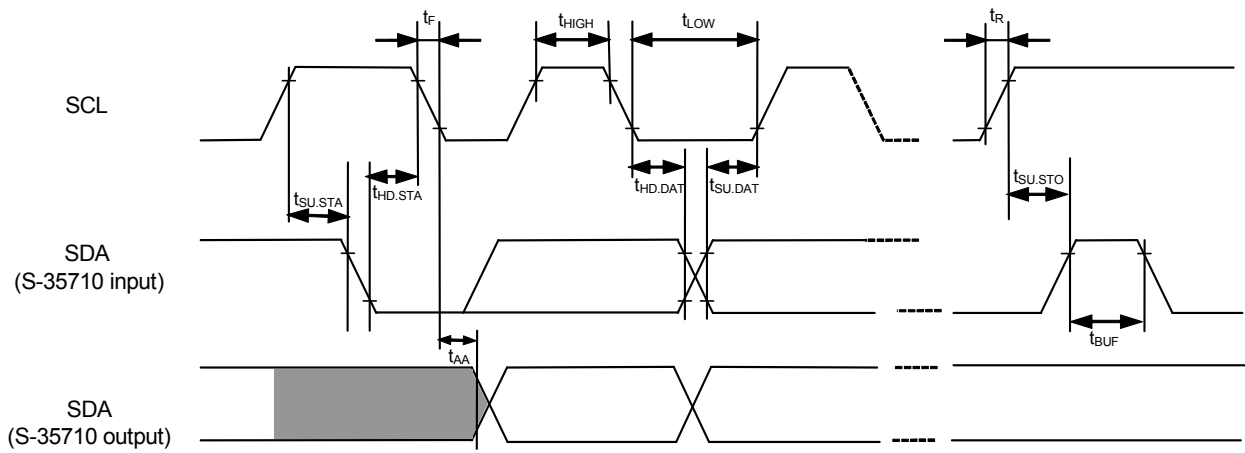 tF
tHIGH
tLOW
tR
SCL
tSU.STA
tHD.STA
tHD.DAT
tSU.DAT
tSU.STO
SDA
(S-35710 input)
tBUF
tAA
SDA
(S-35710 output)